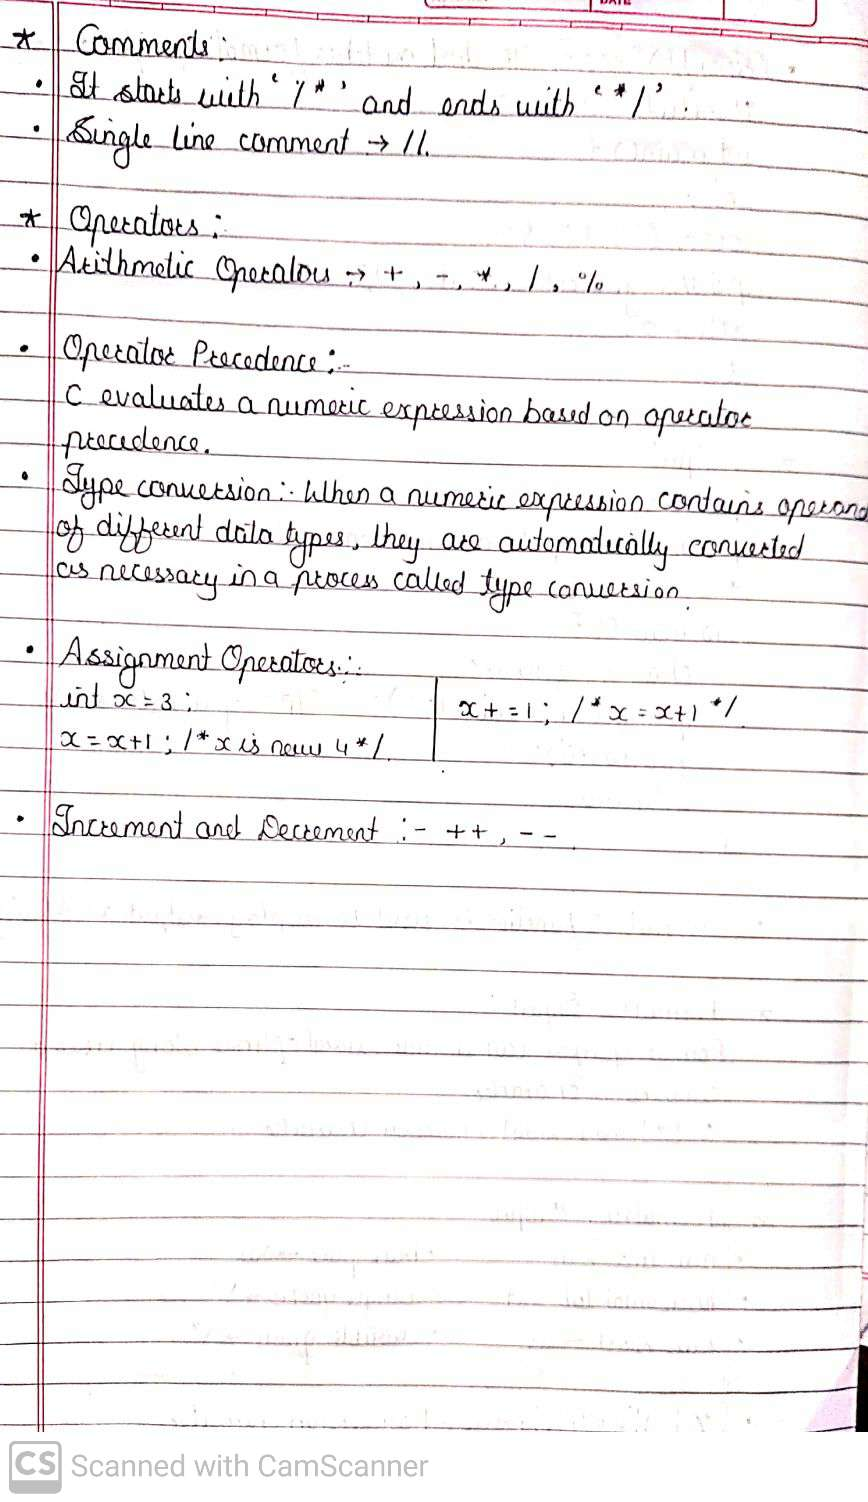 DATE
* Comments :
• It starts with ‘ /* ’ and ends with ‘ */ ’ .
• Single line comment → //.
* Operators :
• Arithmetic Operators → + , - , * , / , %
• Operator Precedence :-
C evaluates a numeric expression based on operator
precedence.
• Type conversion :- When a numeric expression contains operand
of different data types, they are automatically converted
as necessary in a process called type conversion.
• Assignment Operators :-
int x = 3 ;
x = x+1 ; /* x is now 4 */
x + = 1 ; /* x = x+1 */
• Increment and Decrement :- ++ , --
CS Scanned with CamScanner